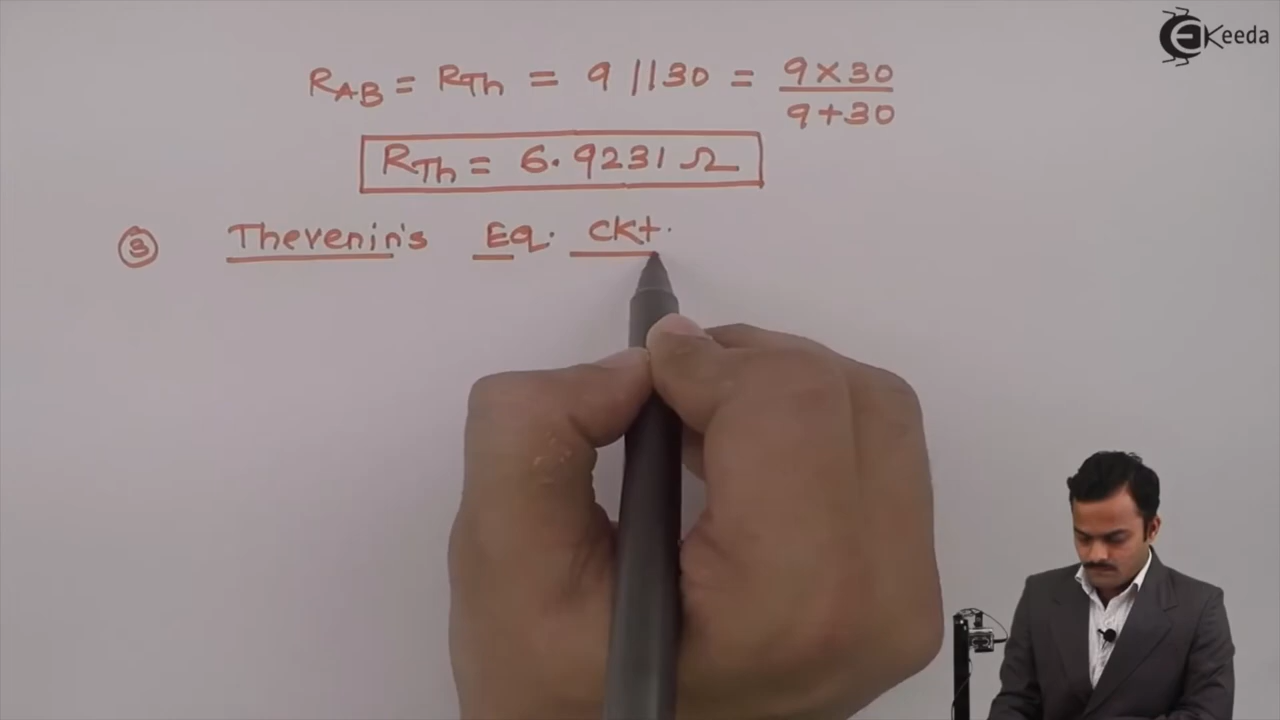 EKeeda
RAB = RTh = 9 || 30 = 9 × 30 / 9 + 30
RTh = 6.9231 Ω
③ Thevenin's Eq. Ckt.